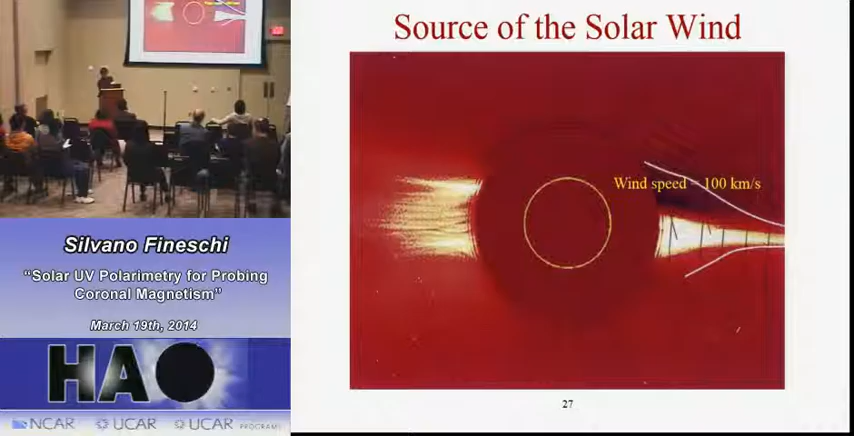 Source of the Solar Wind
Wind speed ~ 100 km/s
27
Silvano Fineschi
“Solar UV Polarimetry for Probing
Coronal Magnetism”
March 19th, 2014
HAO
NCAR UCAR UCAR PROGRAMS